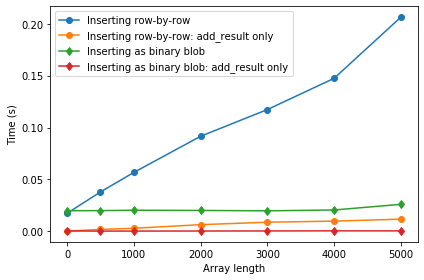 Inserting row-by-row
Inserting row-by-row: add_result only
Inserting as binary blob
Inserting as binary blob: add_result only
Time (s)
0.20
0.15
0.10
0.05
0.00
0 1000 2000 3000 4000 5000
Array length